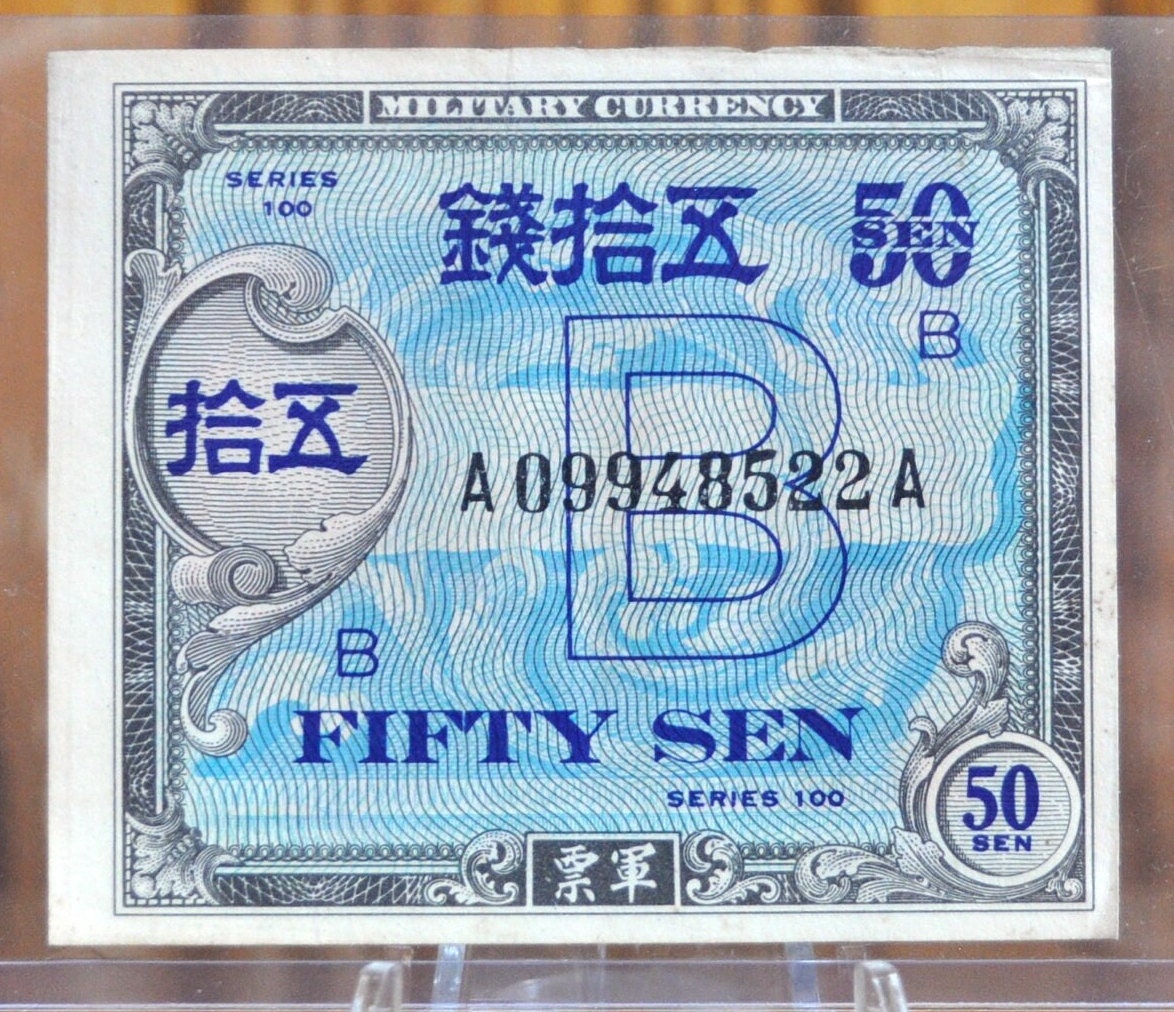 MILITARY CURRENCY
SERIES
100
五拾錢
50
SEN
B
五拾
B
A09948522A
B
FIFTY SEN
SERIES 100
50
SEN
軍票